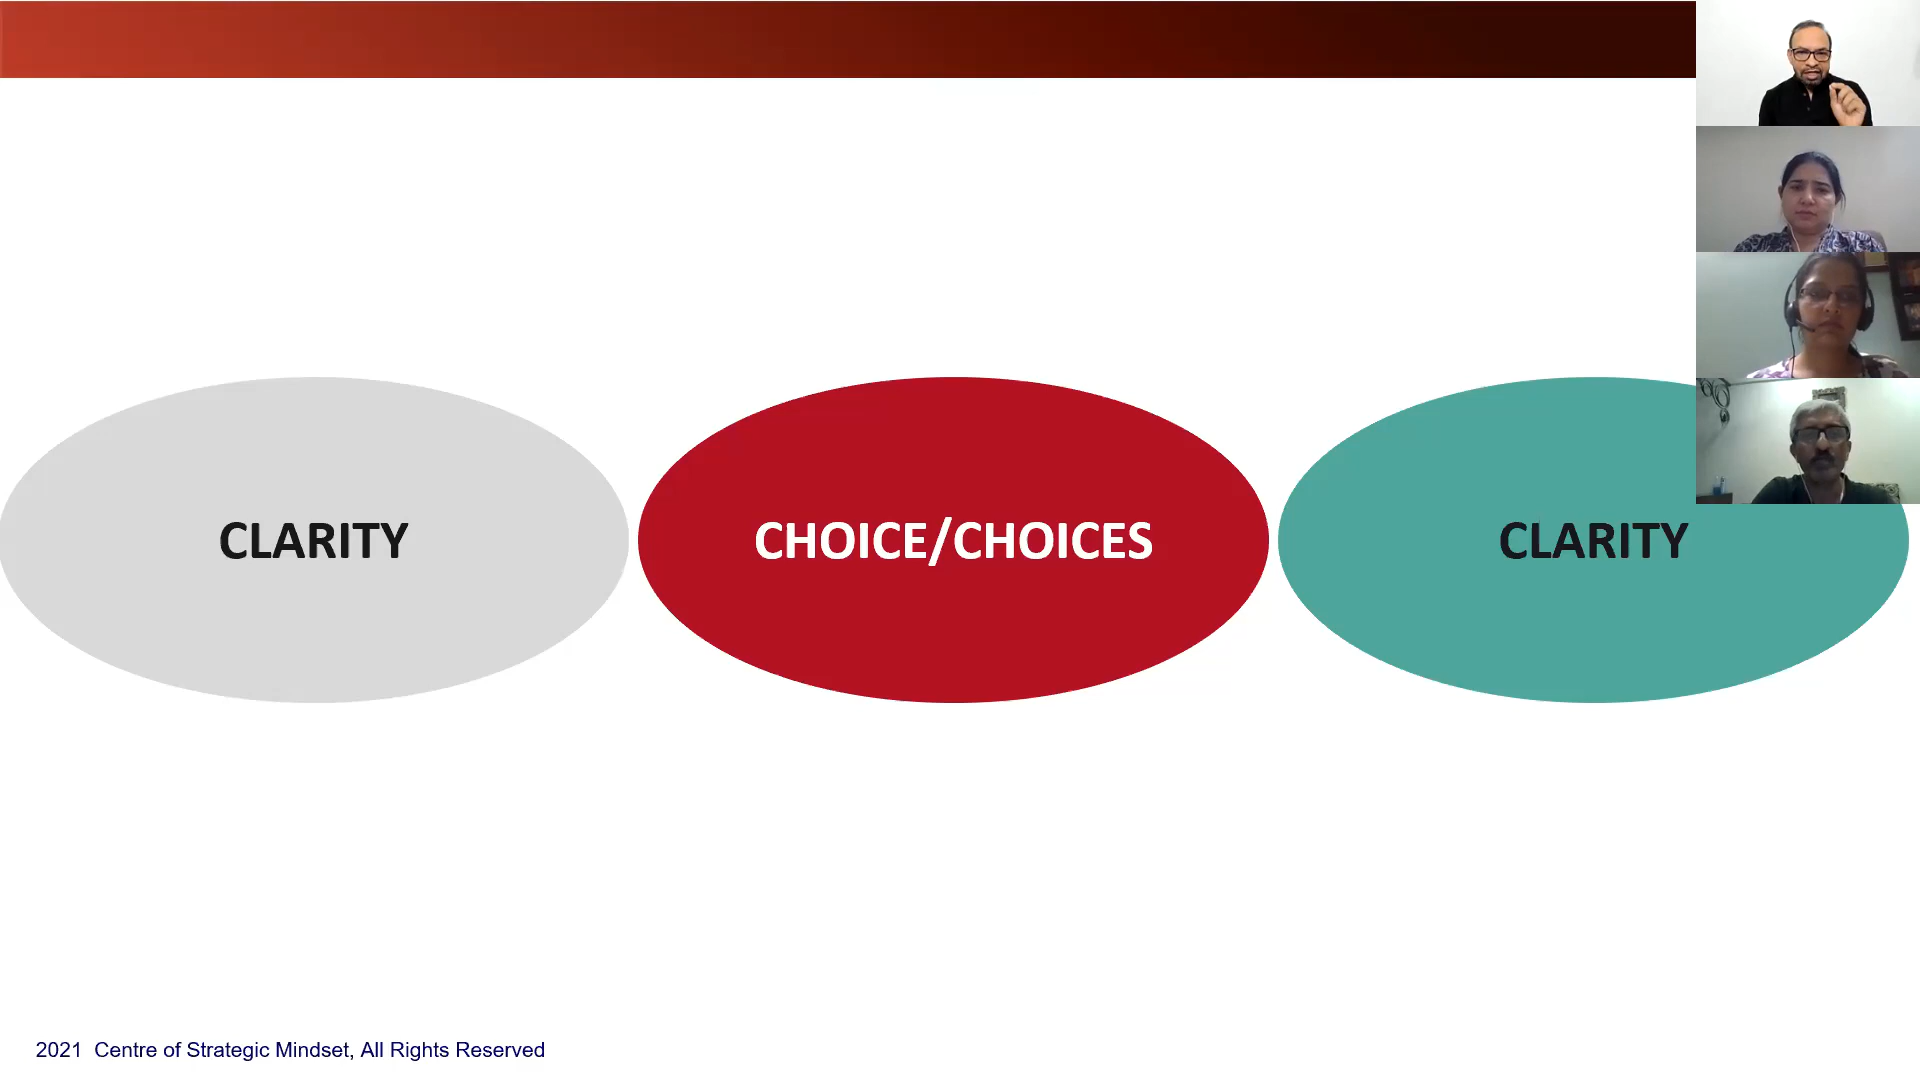 CLARITY
CHOICE/CHOICES
CLARITY
2021  Centre of Strategic Mindset, All Rights Reserved